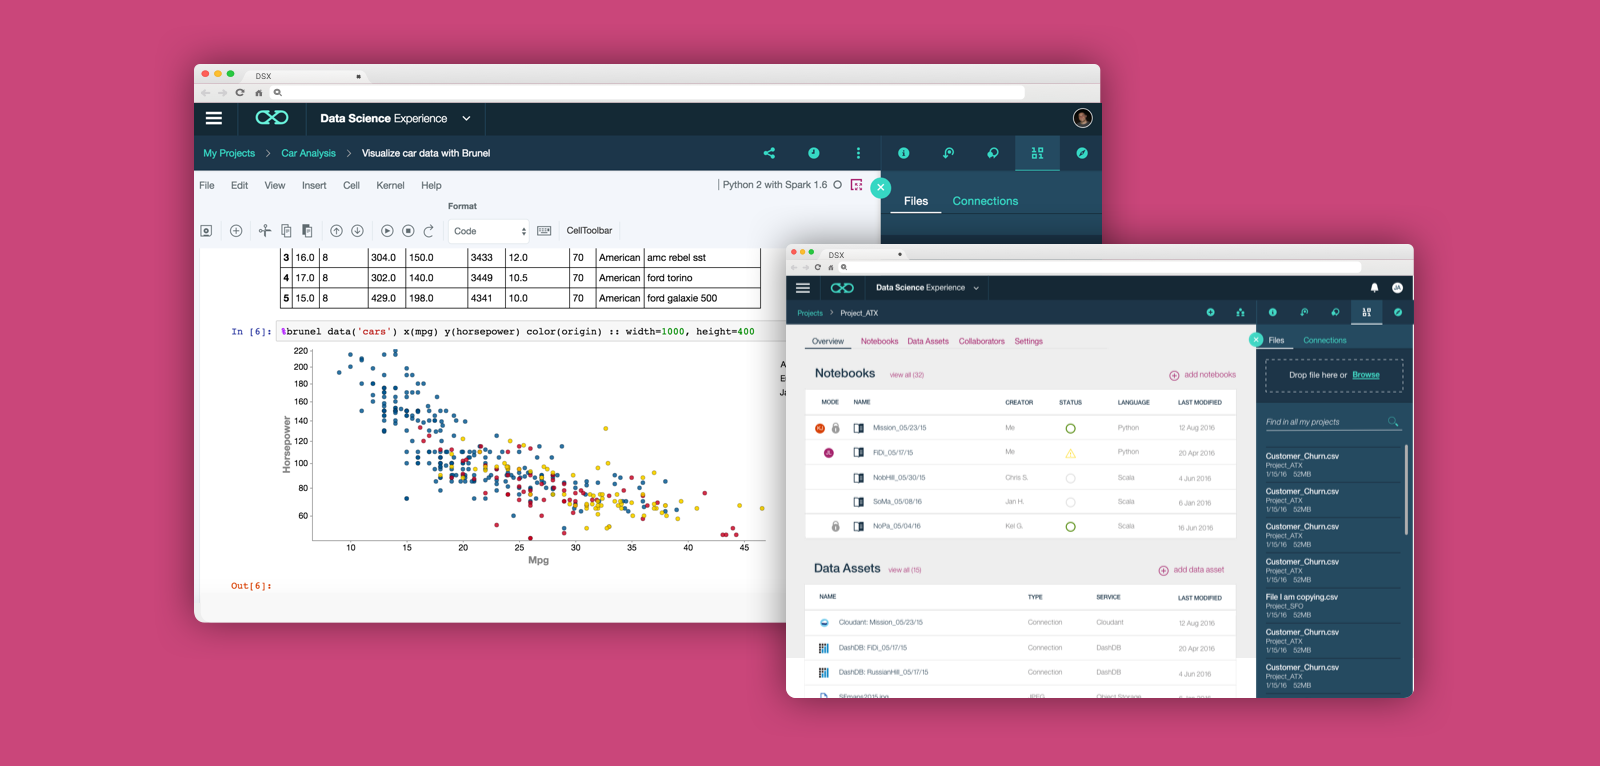 DSX
Data Science Experience
My Projects > Car Analysis > Visualize car data with Brunel
File Edit View Insert Cell Kernel Help
| Python 2 with Spark 1.6
Files Connections
Format
Code
CellToolbar
3 16.0 8 304.0 150.0 3433 12.0 70 American amc rebel sst
4 17.0 8 302.0 140.0 3449 10.5 70 American ford torino
5 15.0 8 429.0 198.0 4341 10.0 70 American ford galaxie 500
In [6]: %brunel data('cars') x(mpg) y(horsepower) color(origin) :: width=1000, height=400
220
200
180
160
140
120
100
80
60
Horsepower
10 15 20 25 30 35 40 45
Mpg
A
E
Ja
Out[6]:
DSX
Data Science Experience
JA
Projects > Project_ATX
Overview Notebooks Data Assets Collaborators Settings
Notebooks view all (32) add notebooks
MODE NAME CREATOR STATUS LANGUAGE LAST MODIFIED
Mission_05/23/15 Me Python 12 Aug 2016
JL FiDi_05/17/15 Me Python 20 Apr 2016
NobHill_05/30/15 Chris S. Scala 4 Jun 2016
SoMa_05/08/16 Jan H. Scala 6 Jan 2016
NoPa_05/04/16 Kel G. Scala 16 Jun 2016
Data Assets view all (15) add data asset
NAME TYPE SERVICE LAST MODIFIED
Cloudant: Mission_05/23/15 Connection Cloudant 12 Aug 2016
DashDB: FiDi_05/17/15 Connection DashDB 20 Apr 2016
DashDB: RussianHill_05/17/15 Connection DashDB 4 Jun 2016
SFmaps2015.jpg JPEG Object Storage
Files Connections
Drop file here or Browse
Find in all my projects
Customer_Churn.csv
Project_ATX
1/15/16 52MB
Customer_Churn.csv
Project_ATX
1/15/16 52MB
Customer_Churn.csv
Project_ATX
1/15/16 52MB
Customer_Churn.csv
Project_ATX
1/15/16 52MB
File I am copying.csv
Project_SFO
1/15/16 52MB
Customer_Churn.csv
Project_ATX
1/15/16 52MB
Customer_Churn.csv
Project_ATX
1/15/16 52MB